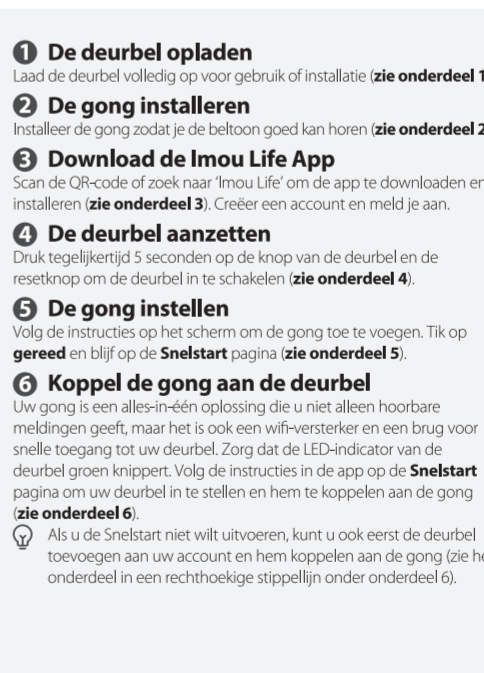 1 De deurbel opladen
Laad de deurbel volledig op voor gebruik of installatie (zie onderdeel 1
2 De gong installeren
Installeer de gong zodat je de beltoon goed kan horen (zie onderdeel 2
3 Download de Imou Life App
Scan de QR-code of zoek naar ‘Imou Life’ om de app te downloaden en
installeren (zie onderdeel 3). Creëer een account en meld je aan.
4 De deurbel aanzetten
Druk tegelijkertijd 5 seconden op de knop van de deurbel en de
resetknop om de deurbel in te schakelen (zie onderdeel 4).
5 De gong instellen
Volg de instructies op het scherm om de gong toe te voegen. Tik op
gereed en blijf op de Snelstart pagina (zie onderdeel 5).
6 Koppel de gong aan de deurbel
Uw gong is een alles-in-één oplossing die u niet alleen hoorbare
meldingen geeft, maar het is ook een wifi-versterker en een brug voor
snelle toegang tot uw deurbel. Zorg dat de LED-indicator van de
deurbel groen knippert. Volg de instructies in de app op de Snelstart
pagina om uw deurbel in te stellen en hem te koppelen aan de gong
(zie onderdeel 6).
Als u de Snelstart niet wilt uitvoeren, kunt u ook eerst de deurbel
toevoegen aan uw account en hem koppelen aan de gong (zie he
onderdeel in een rechthoekige stippellijn onder onderdeel 6).